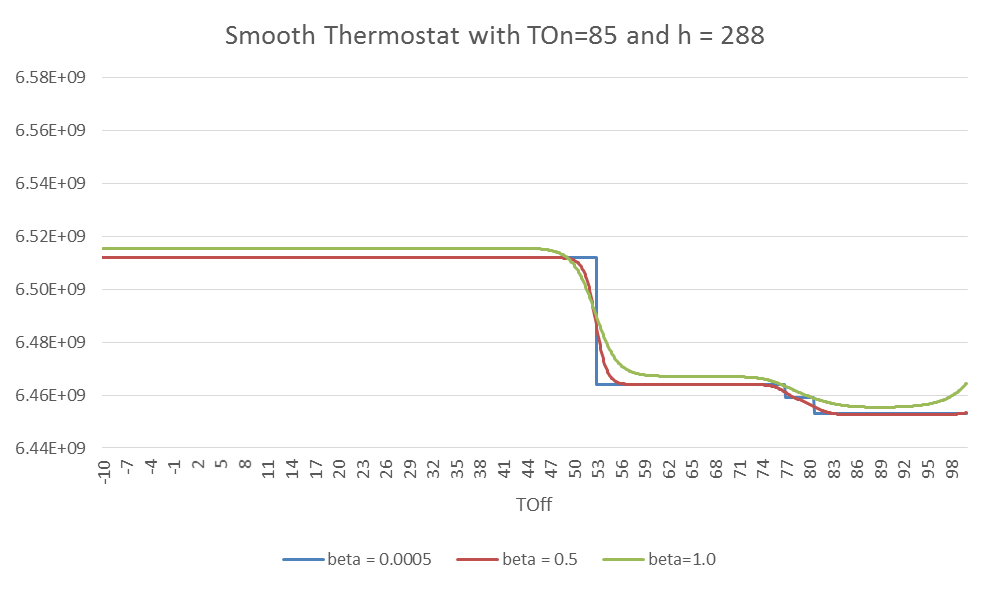 Smooth Thermostat with TOn=85 and h = 288
6.58E+09
6.56E+09
6.54E+09
6.52E+09
6.50E+09
6.48E+09
6.46E+09
6.44E+09
-10 -7 -4 -1 2 5 8 11 14 17 20 23 26 29 32 35 38 41 44 47 50 53 56 59 62 65 68 71 74 77 80 83 86 89 92 95 98
TOff
beta = 0.0005 beta = 0.5 beta=1.0